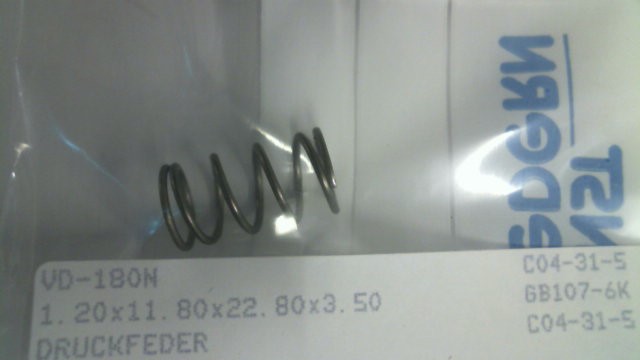 VD-180N
1.20x11.80x22.80x3.50
DRUCKFEDER
C04-31-5
GB107-6K
C04-31-5